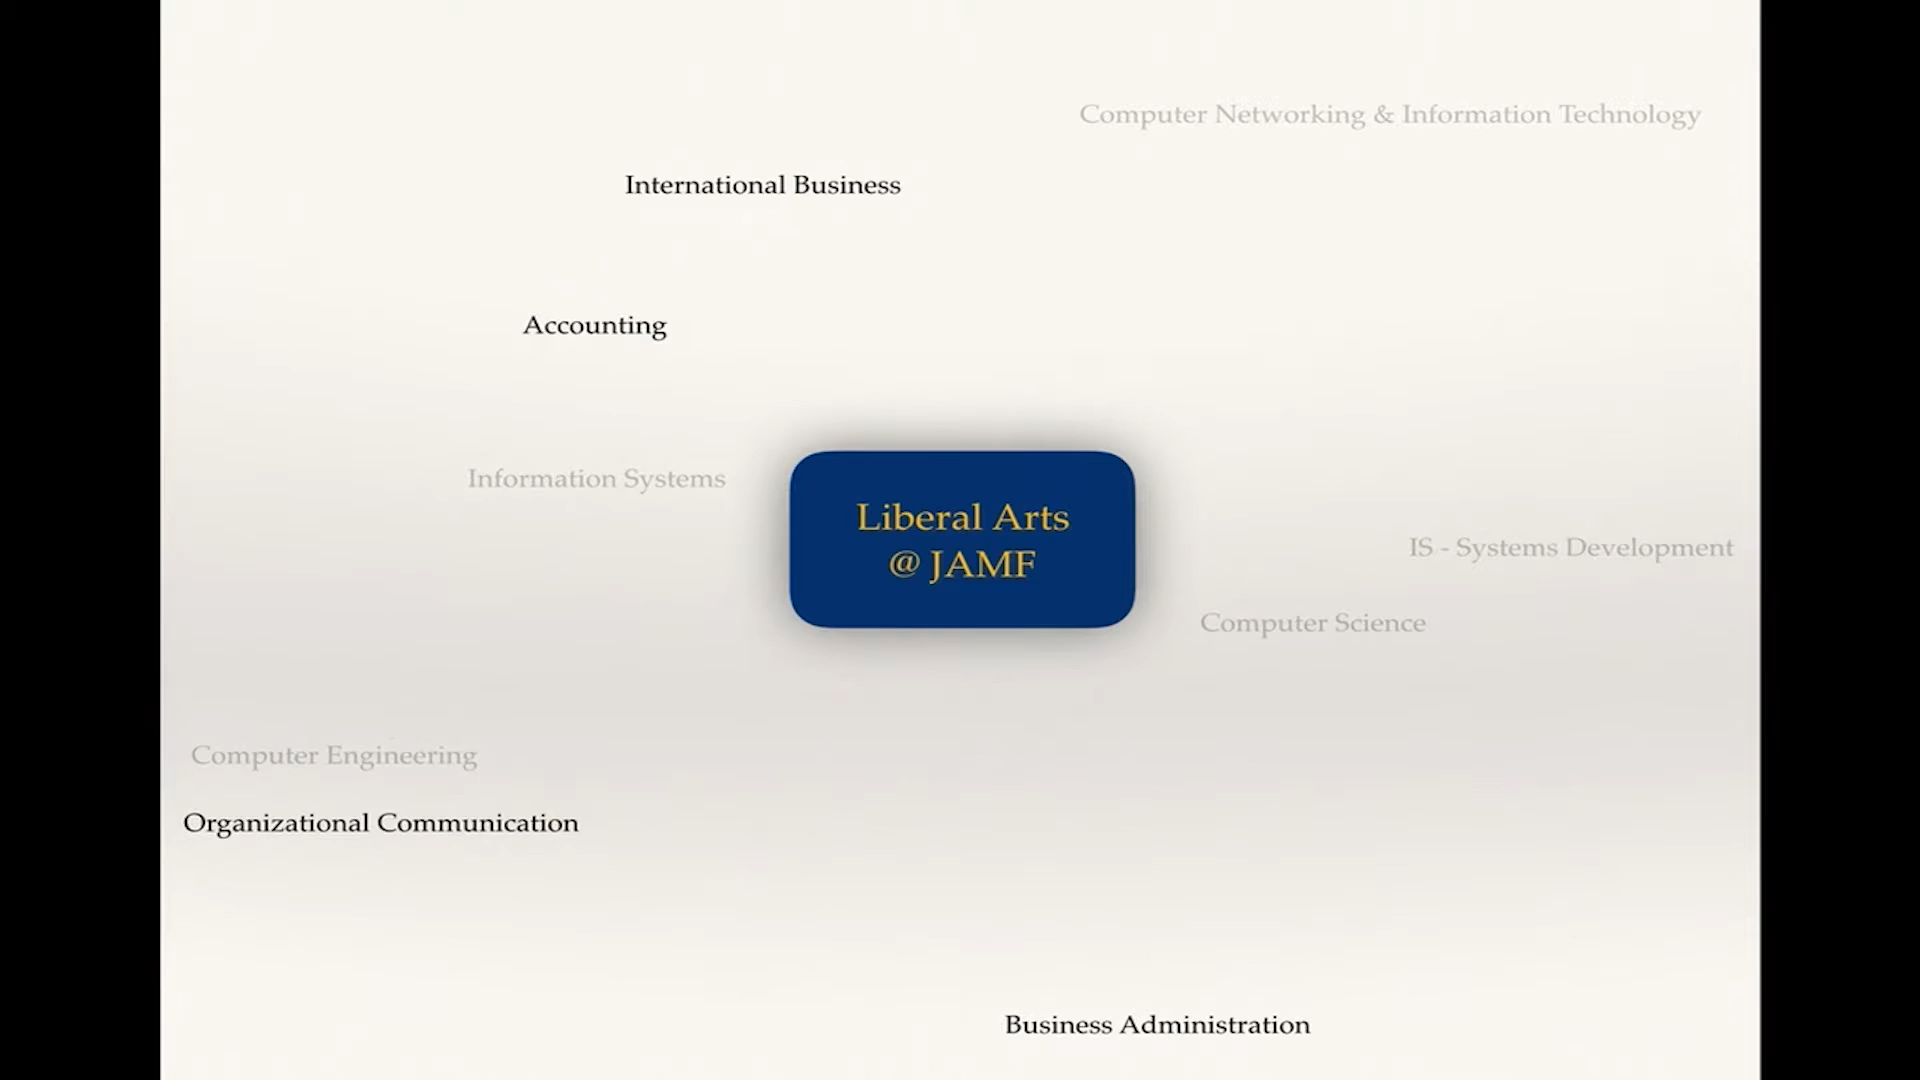 Computer Networking & Information Technology
International Business
Accounting
Information Systems
Liberal Arts
@ JAMF
IS - Systems Development
Computer Science
Computer Engineering
Organizational Communication
Business Administration